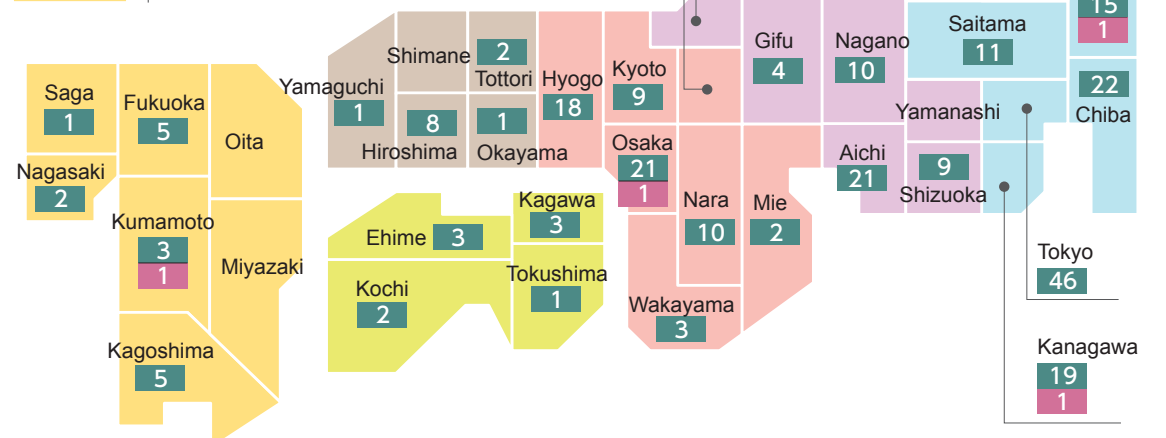 15
1
Saitama
11
22
Chiba
Gifu
4
Nagano
10
Yamanashi
Shimane
2
Tottori
Yamaguchi
1
Hyogo
18
Kyoto
9
8
Hiroshima
1
Okayama
Osaka
21
1
Aichi
21
9
Shizuoka
Saga
1
Fukuoka
5
Oita
Nagasaki
2
Kumamoto
3
1
Miyazaki
Kagoshima
5
Ehime 3
Kagawa
3
Kochi
2
Tokushima
1
Nara
10
Mie
2
Wakayama
3
Tokyo
46
Kanagawa
19
1